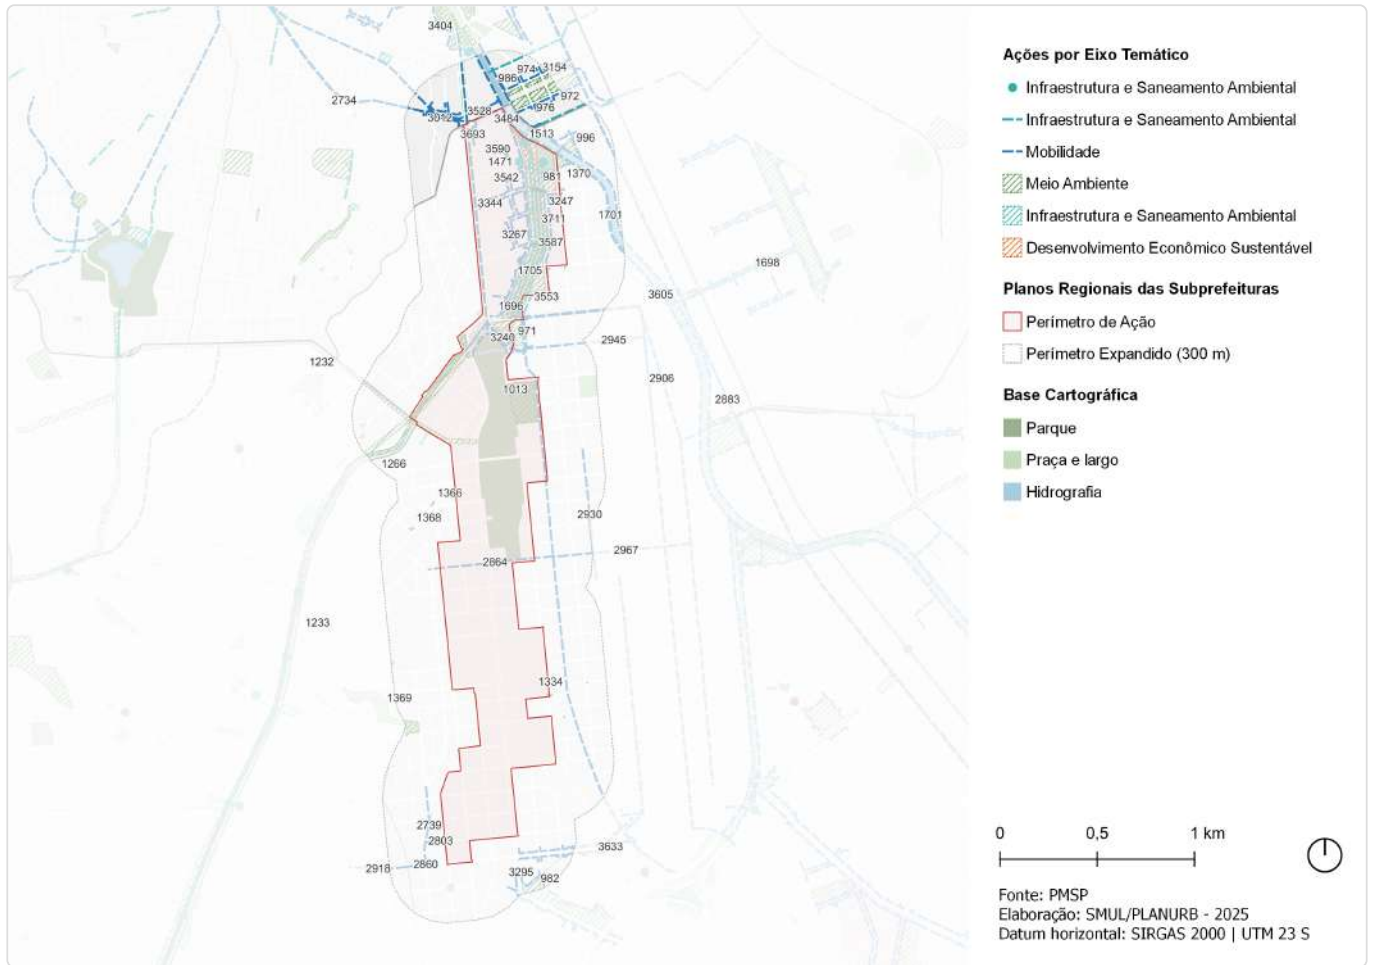 3404
974 3154
986
2734
972
3528
976
3012
3484
3693
1513
996
3590
1471
1370
3542
981
3344
3247
1701
3711
3267
3587
1698
1705
3605
3553
1696
971
3240
2945
1232
2906
1013
2883
1266
1366
1368
2930
2967
2864
1233
1334
1369
2739
2803
3633
2918
2860
3295
982
Ações por Eixo Temático
Infraestrutura e Saneamento Ambiental
Infraestrutura e Saneamento Ambiental
Mobilidade
Meio Ambiente
Infraestrutura e Saneamento Ambiental
Desenvolvimento Econômico Sustentável
Planos Regionais das Subprefeituras
Perímetro de Ação
Perímetro Expandido (300 m)
Base Cartográfica
Parque
Praça e largo
Hidrografia
0 0,5 1 km
Fonte: PMSP
Elaboração: SMUL/PLANURB - 2025
Datum horizontal: SIRGAS 2000 | UTM 23 S